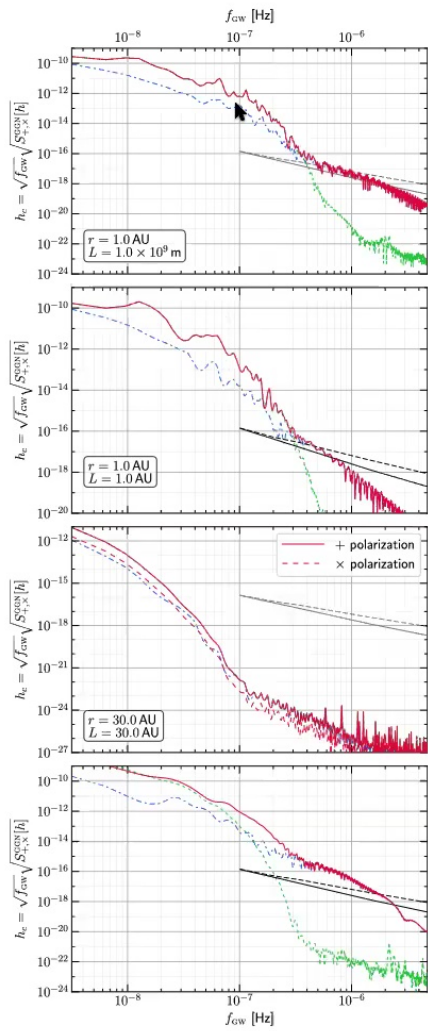 f_GW [Hz]
10⁻⁸ 10⁻⁷ 10⁻⁶
10⁻¹⁰
10⁻¹²
10⁻¹⁴
10⁻¹⁶
10⁻¹⁸
10⁻²⁰
10⁻²²
10⁻²⁴
h_c = √f_GW √S^GGN_+,×[h]
r = 1.0 AU
L = 1.0 × 10⁹ m
10⁻¹⁰
10⁻¹²
10⁻¹⁴
10⁻¹⁶
10⁻¹⁸
10⁻²⁰
h_c = √f_GW √S^GGN_+,×[h]
r = 1.0 AU
L = 1.0 AU
10⁻¹²
10⁻¹⁵
10⁻¹⁸
10⁻²¹
10⁻²⁴
10⁻²⁷
h_c = √f_GW √S^GGN_+,×[h]
+ polarization
× polarization
r = 30.0 AU
L = 30.0 AU
10⁻¹⁰
10⁻¹²
10⁻¹⁴
10⁻¹⁶
10⁻¹⁸
10⁻²⁰
10⁻²²
10⁻²⁴
h_c = √f_GW √S^GGN_+,×[h]
10⁻⁸ 10⁻⁷ 10⁻⁶
f_GW [Hz]